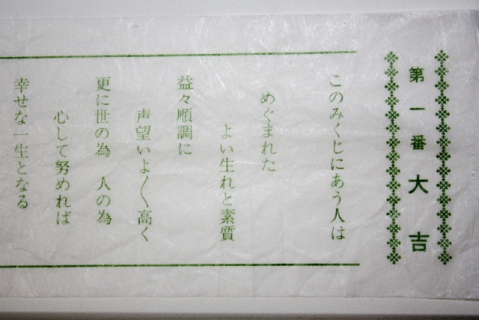 第一番大吉
このみくじにあう人は
めぐまれた
よい生れと素質
益々順調に
声望いよ〱高く
更に世の為　人の為
心して努めれば
幸せな一生となる